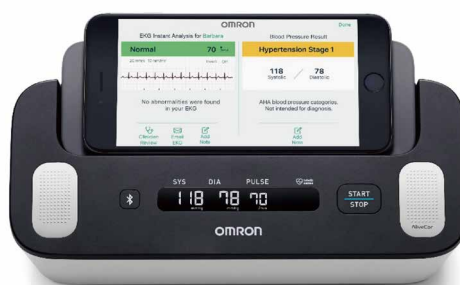 OMRON
Done
EKG Instant Analysis for Barbara
Normal 70
No abnormalities were found
in your EKG
Clinician
Review
Email
EKG
Add
Note
Blood Pressure Result
Hypertension Stage 1
118 / 78
Systolic Diastolic
AHA blood pressure categories.
Not intended for diagnosis.
Add
Note
SYS DIA PULSE
118 78 70
START
STOP
OMRON
AliveCor